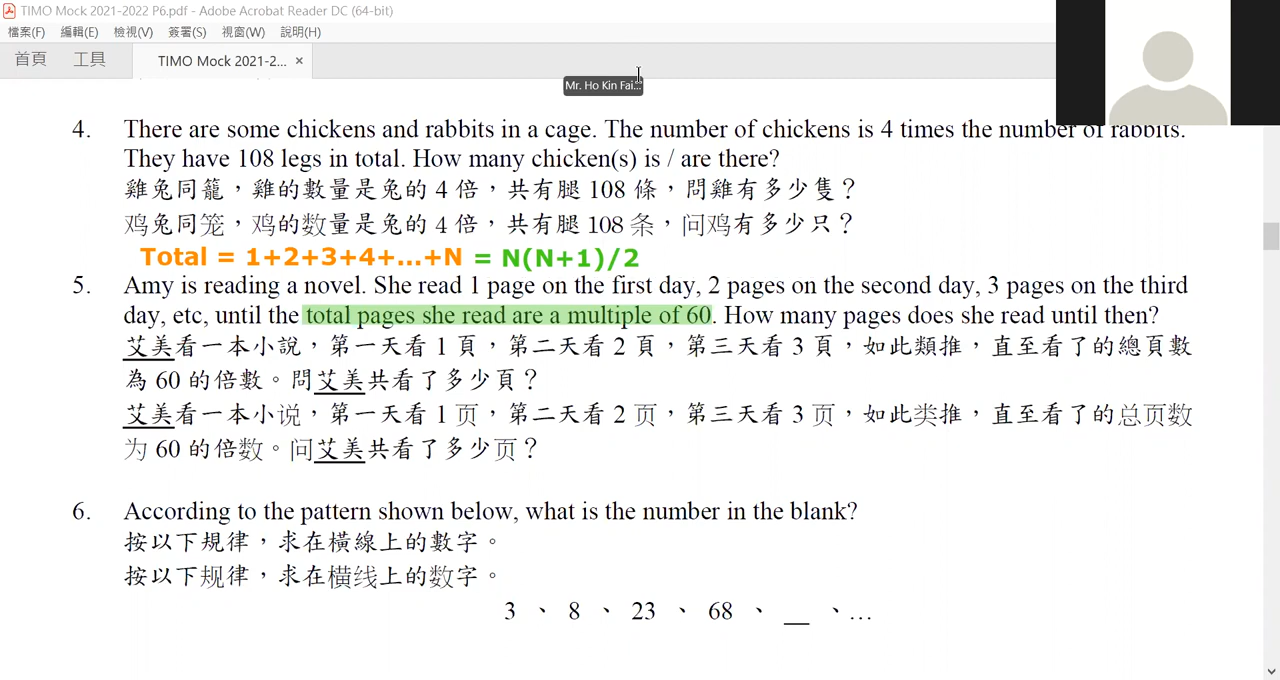 TIMO Mock 2021-2022 P6.pdf - Adobe Acrobat Reader DC (64-bit)
檔案(F) 編輯(E) 檢視(V) 簽署(S) 視窗(W) 說明(H)
首頁 工具 TIMO Mock 2021-2... ×
Mr. Ho Kin Fai...
4. There are some chickens and rabbits in a cage. The number of chickens is 4 times the number of rabbits.
They have 108 legs in total. How many chicken(s) is / are there?
雞兔同籠，雞的數量是兔的 4 倍，共有腿 108 條，問雞有多少隻？
鸡兔同笼，鸡的数量是兔的 4 倍，共有腿 108 条，问鸡有多少只？
Total = 1+2+3+4+...+N = N(N+1)/2
5. Amy is reading a novel. She read 1 page on the first day, 2 pages on the second day, 3 pages on the third
day, etc, until the total pages she read are a multiple of 60. How many pages does she read until then?
艾美看一本小說，第一天看 1 頁，第二天看 2 頁，第三天看 3 頁，如此類推，直至看了的總頁數
為 60 的倍數。問艾美共看了多少頁？
艾美看一本小说，第一天看 1 页，第二天看 2 页，第三天看 3 页，如此类推，直至看了的总页数
为 60 的倍数。问艾美共看了多少页？
6. According to the pattern shown below, what is the number in the blank?
按以下規律，求在橫線上的數字。
按以下规律，求在横线上的数字。
3 、 8 、 23 、 68 、 __ 、…